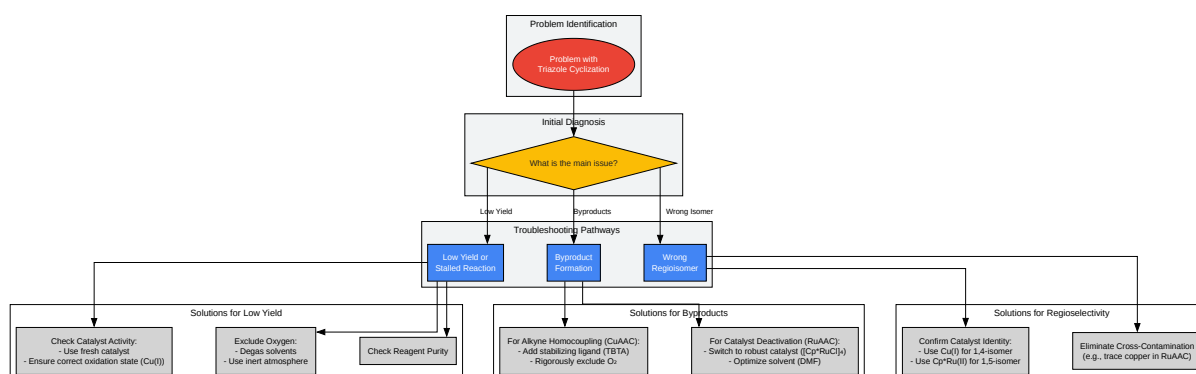 Problem Identification
Problem with
Triazole Cyclization
Initial Diagnosis
What is the main issue?
Low Yield
Byproducts
Wrong Isomer
Troubleshooting Pathways
Low Yield or
Stalled Reaction
Byproduct
Formation
Wrong
Regioisomer
Solutions for Low Yield
Check Catalyst Activity:
- Use fresh catalyst
- Ensure correct oxidation state (Cu(I))
Exclude Oxygen:
- Degas solvents
- Use inert atmosphere
Check Reagent Purity
Solutions for Byproducts
For Alkyne Homocoupling (CuAAC):
- Add stabilizing ligand (TBTA)
- Rigorously exclude O₂
For Catalyst Deactivation (RuAAC):
- Switch to robust catalyst ([Cp*RuCl]₄)
- Optimize solvent (DMF)
Solutions for Regioselectivity
Confirm Catalyst Identity:
- Use Cu(I) for 1,4-isomer
- Use Cp*Ru(II) for 1,5-isomer
Eliminate Cross-Contamination
(e.g., trace copper in RuAAC)